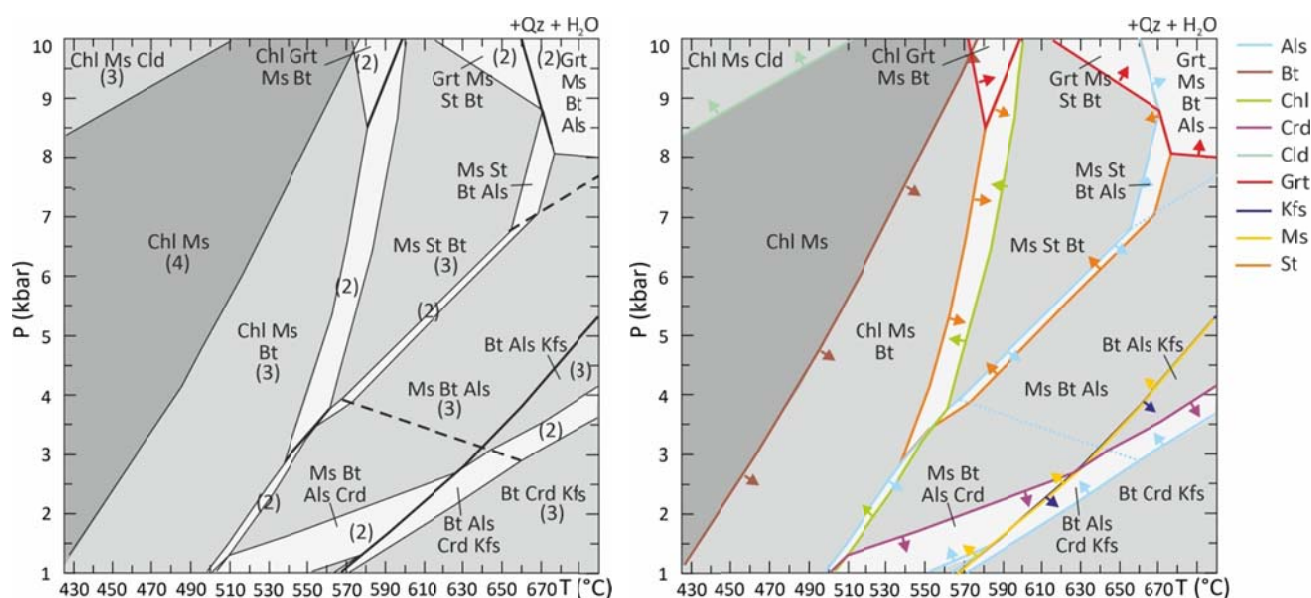 +Qz + H₂O
10
9
8
7
6
5
4
3
2
1
P (kbar)
430 450 470 490 510 530 550 570 590 610 630 650 670 T (°C)
Chl Ms Cld
(3)
Chl Grt
Ms Bt
(2)
(2)
Grt Ms
St Bt
(2)
Grt
Ms
Bt
Als
Ms St
Bt Als
Chl Ms
(4)
Ms St Bt
(3)
(2)
(2)
Chl Ms
Bt
(3)
Bt Als Kfs
(3)
Ms Bt Als
(3)
(2)
Ms Bt
Als Crd
(2)
(2)
Bt Als
Crd Kfs
Bt Crd Kfs
(3)
+Qz + H₂O
10
9
8
7
6
5
4
3
2
1
P (kbar)
430 450 470 490 510 530 550 570 590 610 630 650 670 T (°C)
Chl Ms Cld
Chl Grt
Ms Bt
Grt Ms
St Bt
Grt
Ms
Bt
Als
Ms St
Bt Als
Chl Ms
Ms St Bt
Chl Ms
Bt
Bt Als Kfs
Ms Bt Als
Ms Bt
Als Crd
Bt Als
Crd Kfs
Bt Crd Kfs
Als
Bt
Chl
Crd
Cld
Grt
Kfs
Ms
St